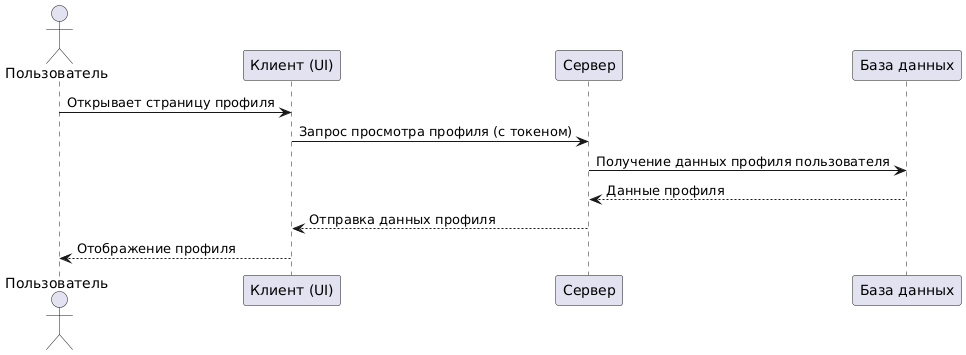 Пользователь
Клиент (UI)
Сервер
База данных
Открывает страницу профиля
Запрос просмотра профиля (с токеном)
Получение данных профиля пользователя
Данные профиля
Отправка данных профиля
Отображение профиля
Пользователь
Клиент (UI)
Сервер
База данных